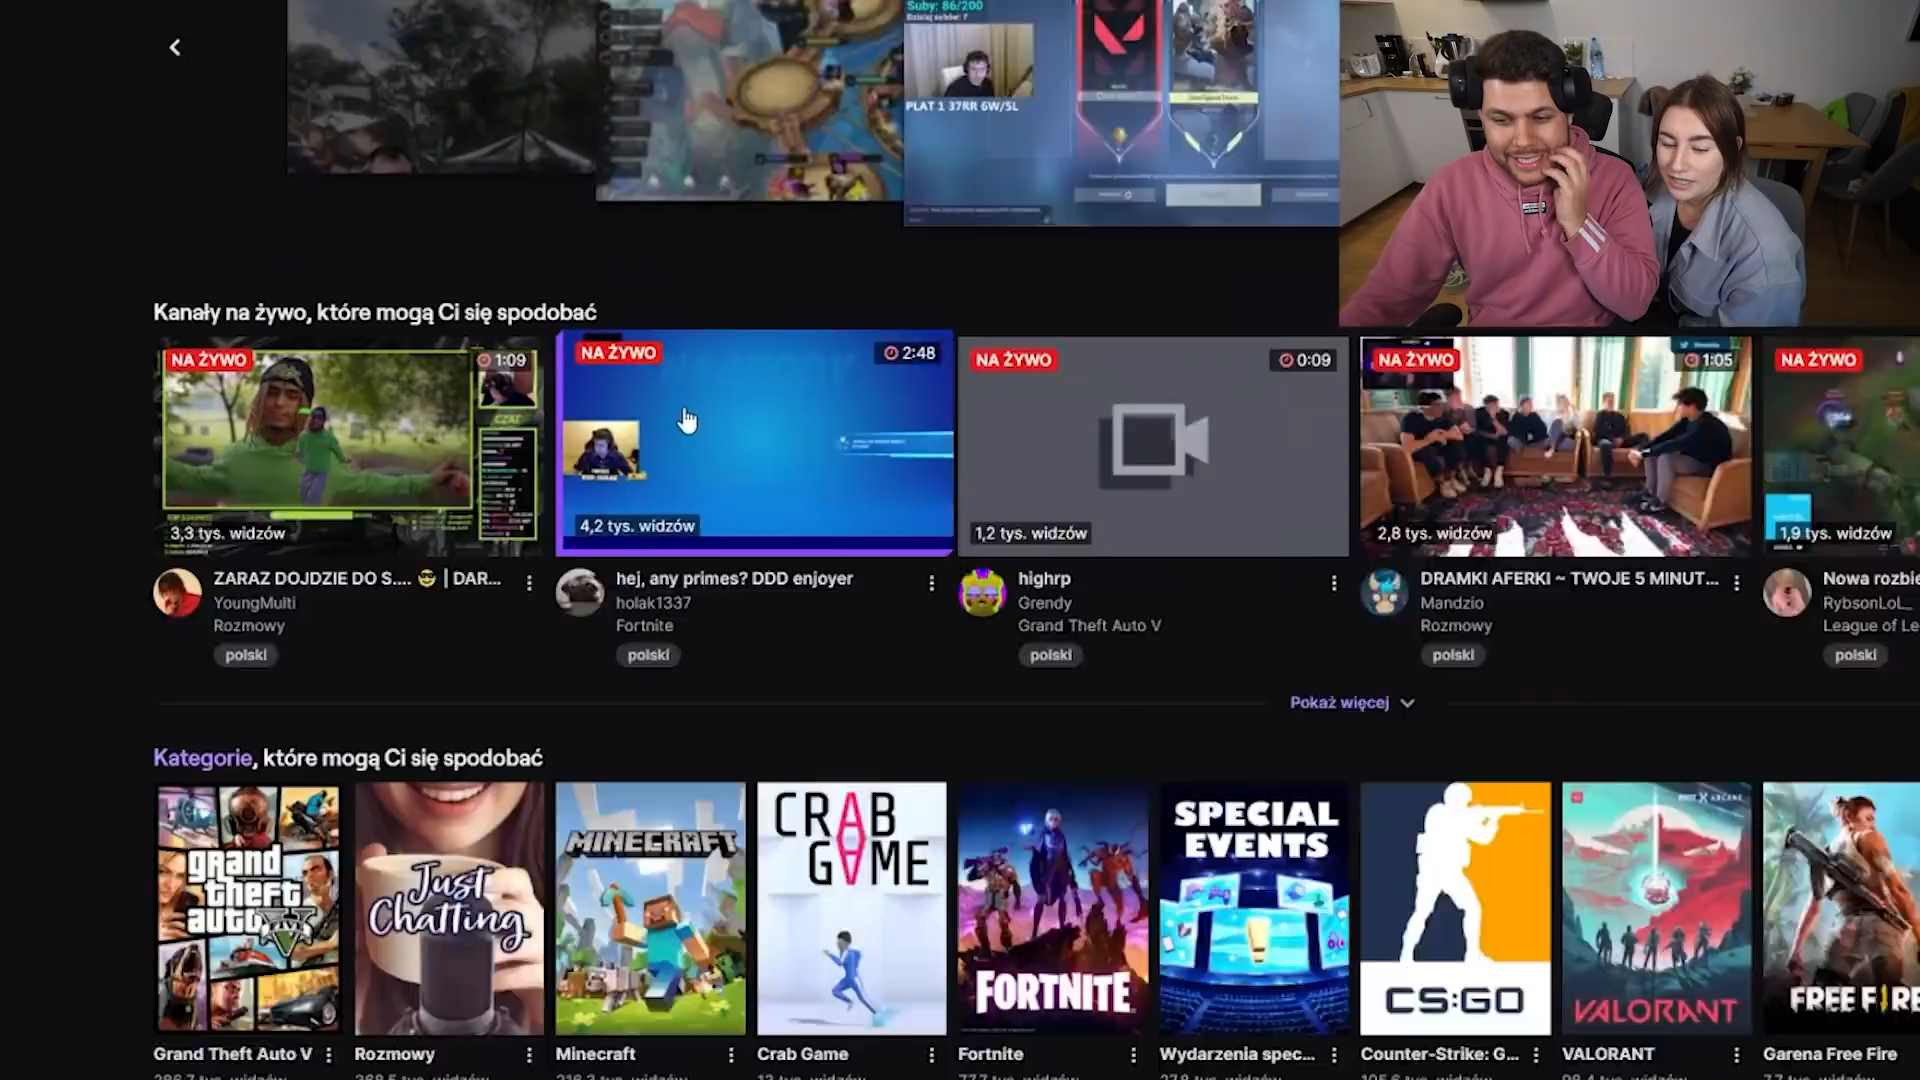 Suby: 86/200
Dzisiaj subów: 7
PLAT 1 37RR 6W/5L
Kanały na żywo, które mogą Ci się spodobać
NA ŻYWO
1:09
CZAT
3,3 tys. widzów
NA ŻYWO
2:48
4,2 tys. widzów
NA ŻYWO
0:09
1,2 tys. widzów
NA ŻYWO
1:05
2,8 tys. widzów
NA ŻYWO
1,9 tys. widzów
ZARAZ DOJDZIE DO S.... 😎 | DAR...
YoungMulti
Rozmowy
polski
hej, any primes? DDD enjoyer
holak1337
Fortnite
polski
highrp
Grendy
Grand Theft Auto V
polski
DRAMKI AFERKI ~ TWOJE 5 MINUT...
Mandzio
Rozmowy
polski
Nowa rozbie
RybsonLoL_
League of Le
polski
Pokaż więcej
Kategorie, które mogą Ci się spodobać
grand
theft
auto V
Just
Chatting
MINECRAFT
CRAB
GAME
FORTNITE
SPECIAL
EVENTS
CS:GO
RIOT X ARCANE
VALORANT
FREE FIRE
Grand Theft Auto V
Rozmowy
Minecraft
Crab Game
Fortnite
Wydarzenia spec...
Counter-Strike: G...
VALORANT
Garena Free Fire